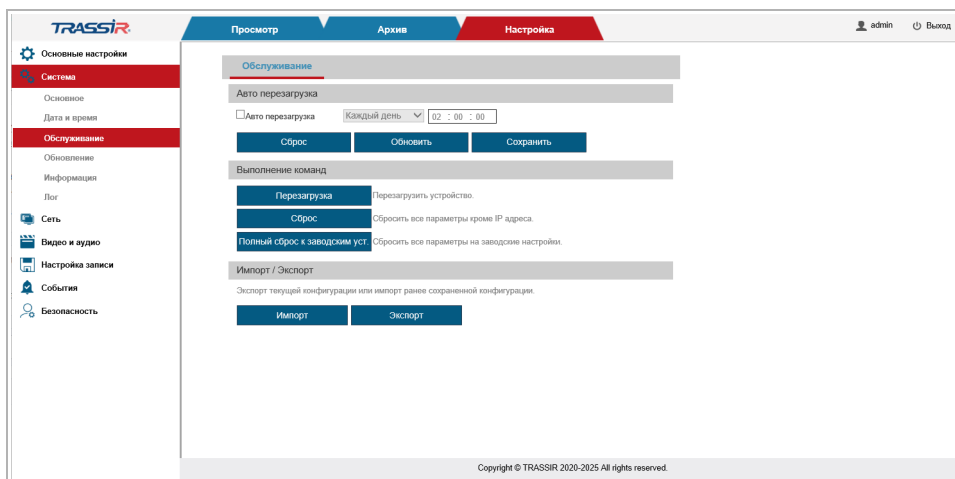 TRASSIR
Просмотр Архив Настройка admin Выход
Основные настройки
Система
Основное
Дата и время
Обслуживание
Обновление
Информация
Лог
Сеть
Видео и аудио
Настройка записи
События
Безопасность
Обслуживание
Авто перезагрузка
Авто перезагрузка Каждый день 02 : 00 : 00
Сброс Обновить Сохранить
Выполнение команд
Перезагрузка Перезагрузить устройство.
Сброс Сбросить все параметры кроме IP адреса.
Полный сброс к заводским уст. Сбросить все параметры на заводские настройки.
Импорт / Экспорт
Экспорт текущей конфигурации или импорт ранее сохраненной конфигурации.
Импорт Экспорт
Copyright © TRASSIR 2020-2025 All rights reserved.